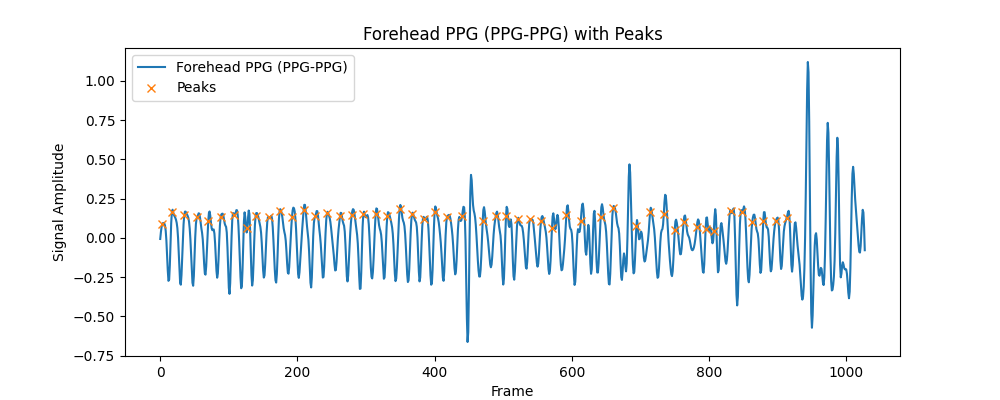 Forehead PPG (PPG-PPG) with Peaks
Forehead PPG (PPG-PPG)
Peaks
1.00
0.75
0.50
0.25
0.00
−0.25
−0.50
−0.75
Signal Amplitude
0 200 400 600 800 1000
Frame